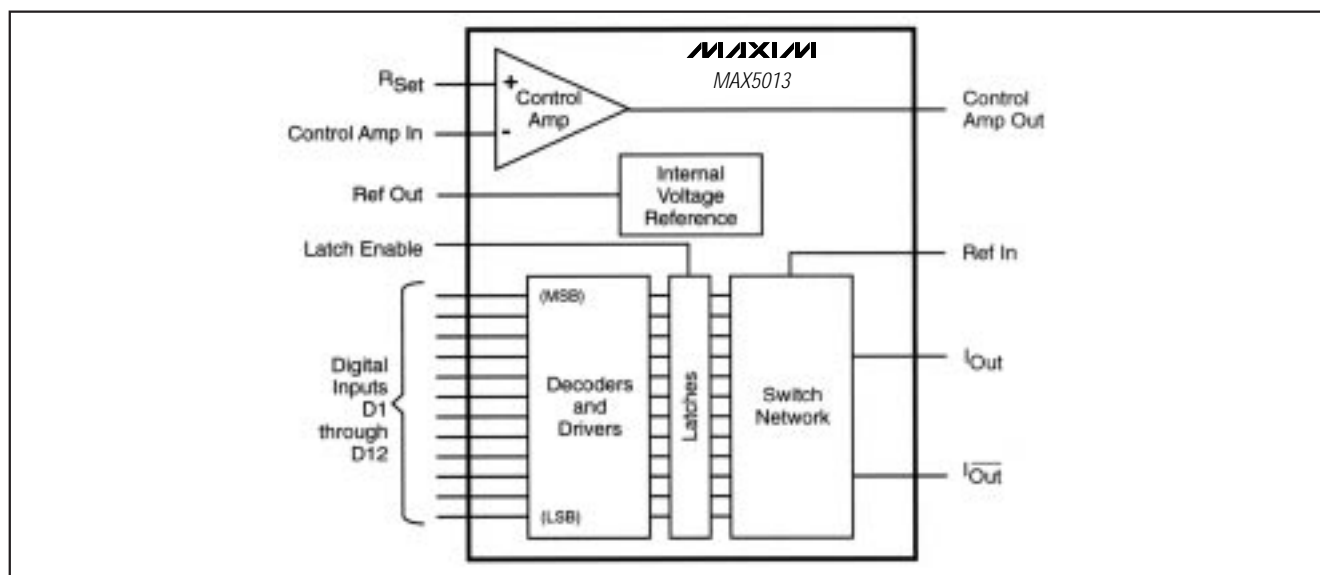 MAXIM
MAX5013
RSet
+
Control
Amp
Control
Amp Out
Control Amp In
-
Internal
Voltage
Reference
Ref Out
Latch Enable
Ref In
(MSB)
Digital
Inputs
D1
through
D12
Decoders
and
Drivers
Latches
Switch
Network
IOut
IOut
(LSB)